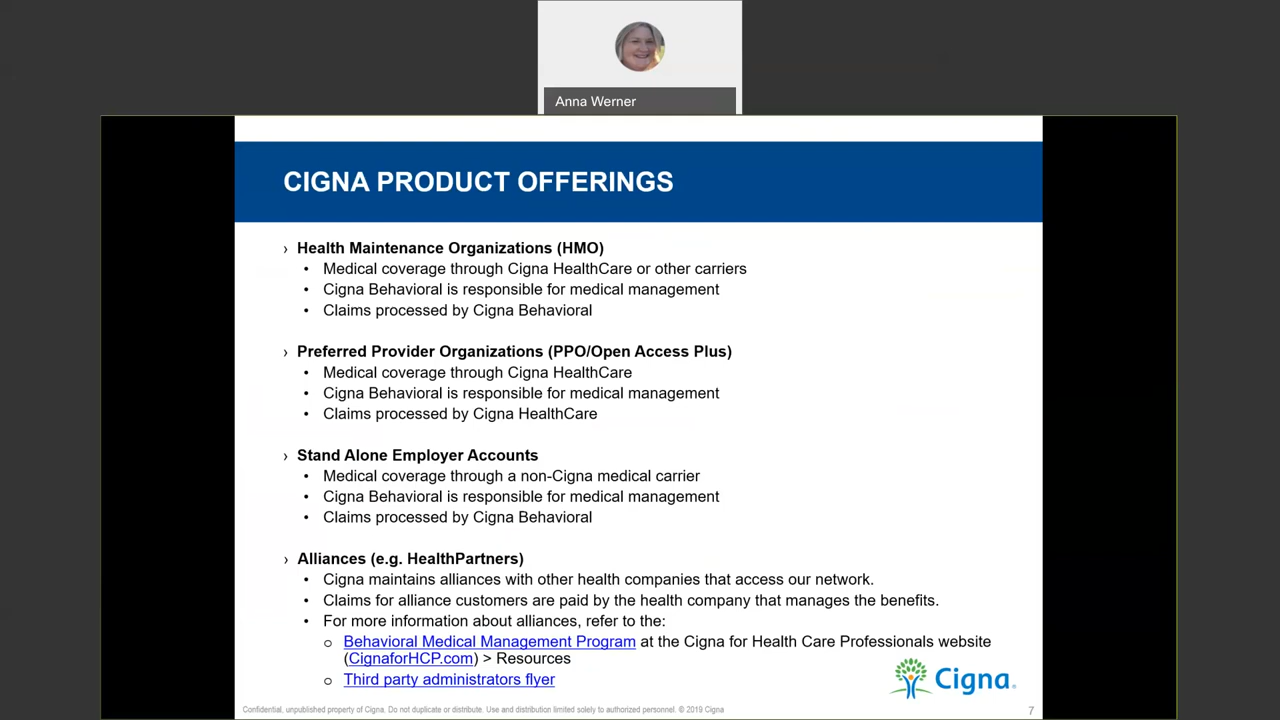 Anna Werner
CIGNA PRODUCT OFFERINGS
› Health Maintenance Organizations (HMO)
• Medical coverage through Cigna HealthCare or other carriers
• Cigna Behavioral is responsible for medical management
• Claims processed by Cigna Behavioral
› Preferred Provider Organizations (PPO/Open Access Plus)
• Medical coverage through Cigna HealthCare
• Cigna Behavioral is responsible for medical management
• Claims processed by Cigna HealthCare
› Stand Alone Employer Accounts
• Medical coverage through a non-Cigna medical carrier
• Cigna Behavioral is responsible for medical management
• Claims processed by Cigna Behavioral
› Alliances (e.g. HealthPartners)
• Cigna maintains alliances with other health companies that access our network.
• Claims for alliance customers are paid by the health company that manages the benefits.
• For more information about alliances, refer to the:
o Behavioral Medical Management Program at the Cigna for Health Care Professionals website
(CignaforHCP.com) > Resources
o Third party administrators flyer
Cigna®
Confidential, unpublished property of Cigna. Do not duplicate or distribute. Use and distribution limited solely to authorized personnel. © 2019 Cigna
7